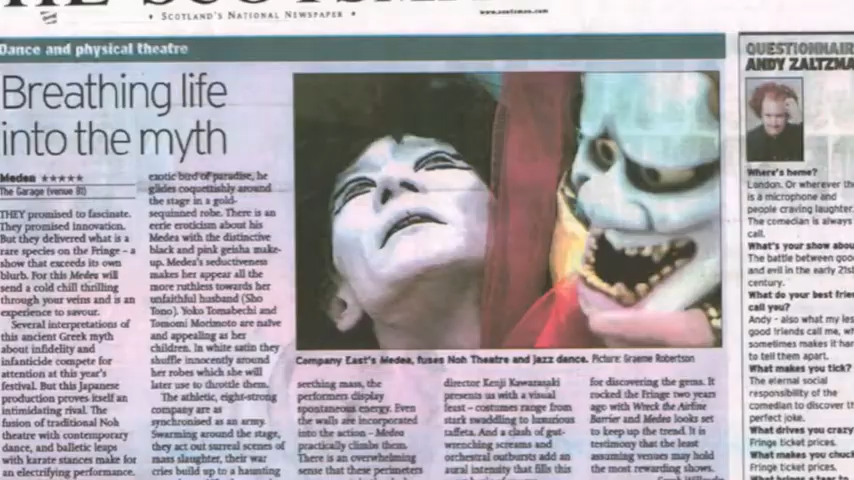 SCOTLAND'S NATIONAL NEWSPAPER
www.scotsman.com
Dance and physical theatre
Breathing life
into the myth
Medea ★★★★★
The Garage (venue 81)
THEY promised to fascinate.
They promised innovation.
But they delivered what is a
rare species on the Fringe – a
show that exceeds its own
blurb. For this Medea will
send a cold chill thrilling
through your veins and is an
experience to savour.
Several interpretations of
this ancient Greek myth
about infidelity and
infanticide compete for
attention at this year's
festival. But this Japanese
production proves itself an
intimidating rival. The
fusion of traditional Noh
theatre with contemporary
dance, and balletic leaps
with karate stances make for
an electrifying performance.
exotic bird of paradise, he
glides coquettishly around
the stage in a gold-
sequinned robe. There is an
eerie eroticism about his
Medea with the distinctive
black and pink geisha make-
up. Medea's seductiveness
makes her appear all the
more ruthless towards her
unfaithful husband (Sho
Tono). Yoko Tomabechi and
Tomomi Morimoto are naïve
and appealing as her
children. In white satin they
shuffle innocently around
her robes which she will
later use to throttle them.
The athletic, eight-strong
company are as
synchronised as an army.
Swarming around the stage,
they act out surreal scenes of
mass slaughter, their war
cries build up to a haunting
Company East's Medea, fuses Noh Theatre and jazz dance. Picture: Graeme Robertson
seething mass, the
performers display
spontaneous energy. Even
the walls are incorporated
into the action – Medea
practically climbs them.
There is an overwhelming
sense that these perimeters
director Kenji Kawarasaki
presents us with a visual
feast – costumes range from
stark swaddling to luxurious
taffeta. And a clash of gut-
wrenching screams and
orchestral outbursts add an
aural intensity that fills this
for discovering the gems. It
rocked the Fringe two years
ago with Wreck the Airline
Barrier and Medea looks set
to keep up the trend. It is
testimony that the least
assuming venues may hold
the most rewarding shows.
QUESTIONNAIR
ANDY ZALTZMA
Where's home?
London. Or wherever the
is a microphone and
people craving laughter.
The comedian is always
call.
What's your show abou
The battle between goo
and evil in the early 21st
century.
What do your best frie
call you?
Andy – also what my les
good friends call me, wh
sometimes makes it har
to tell them apart.
What makes you tick?
The eternal social
responsibility of the
comedian to discover th
perfect joke.
What drives you crazy
Fringe ticket prices.
What makes you chuck
Fringe ticket prices.